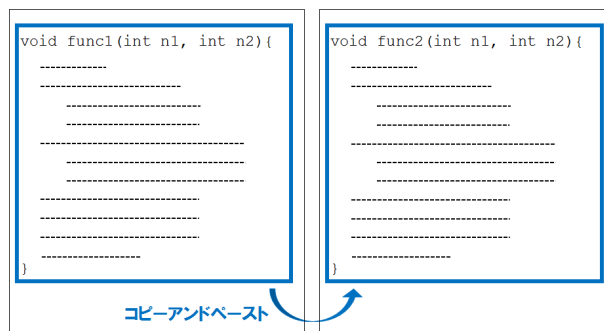 void func1(int n1, int n2){
}
void func2(int n1, int n2){
}
コピーアンドペースト